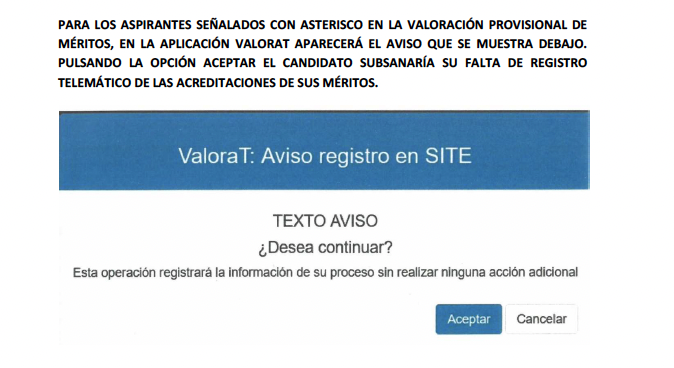 PARA LOS ASPIRANTES SEÑALADOS CON ASTERISCO EN LA VALORACIÓN PROVISIONAL DE
MÉRITOS, EN LA APLICACIÓN VALORAT APARECERÁ EL AVISO QUE SE MUESTRA DEBAJO.
PULSANDO LA OPCIÓN ACEPTAR EL CANDIDATO SUBSANARÍA SU FALTA DE REGISTRO
TELEMÁTICO DE LAS ACREDITACIONES DE SUS MÉRITOS.
ValoraT: Aviso registro en SITE
TEXTO AVISO
¿Desea continuar?
Esta operación registrará la información de su proceso sin realizar ninguna acción adicional
Aceptar Cancelar